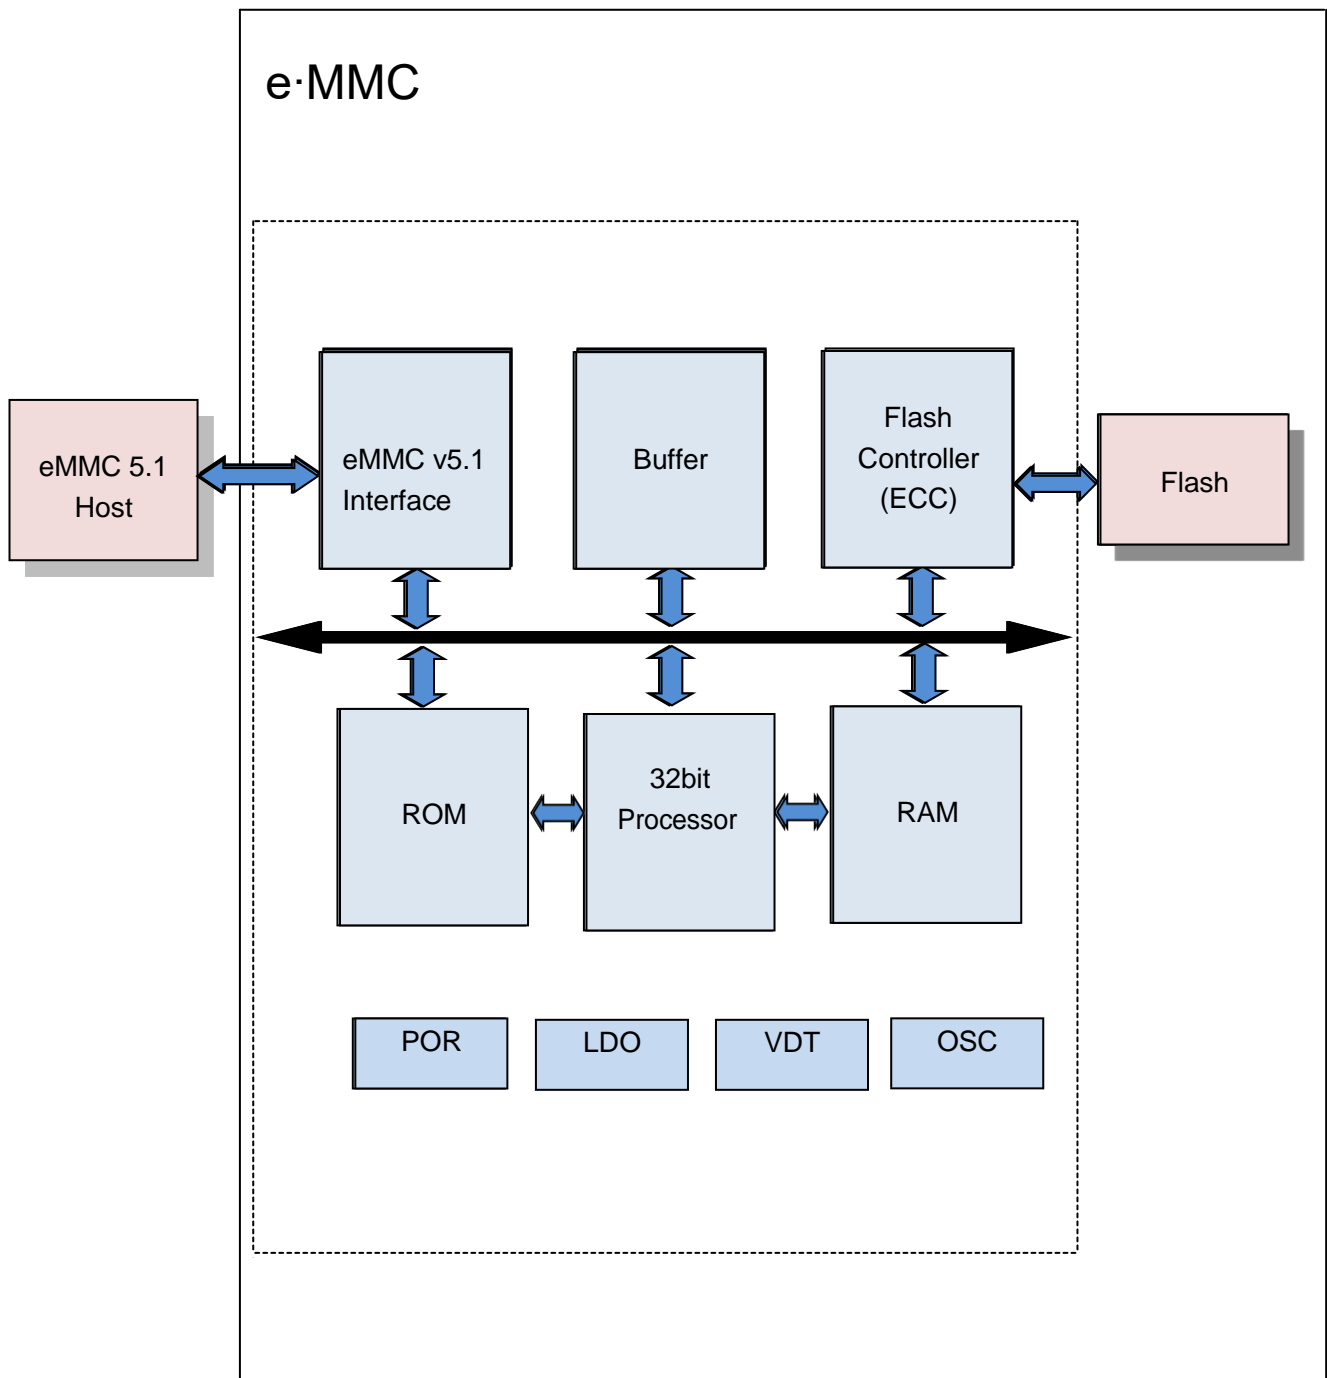 e·MMC
eMMC 5.1
Host
eMMC v5.1
Interface
Buffer
Flash
Controller
(ECC)
Flash
ROM
32bit
Processor
RAM
POR
LDO
VDT
OSC